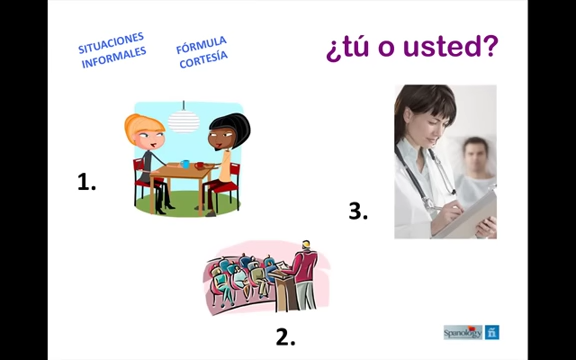 SITUACIONES
INFORMALES
FÓRMULA
CORTESÍA
¿tú o usted?
1.
3.
2.
Spanology
ñ